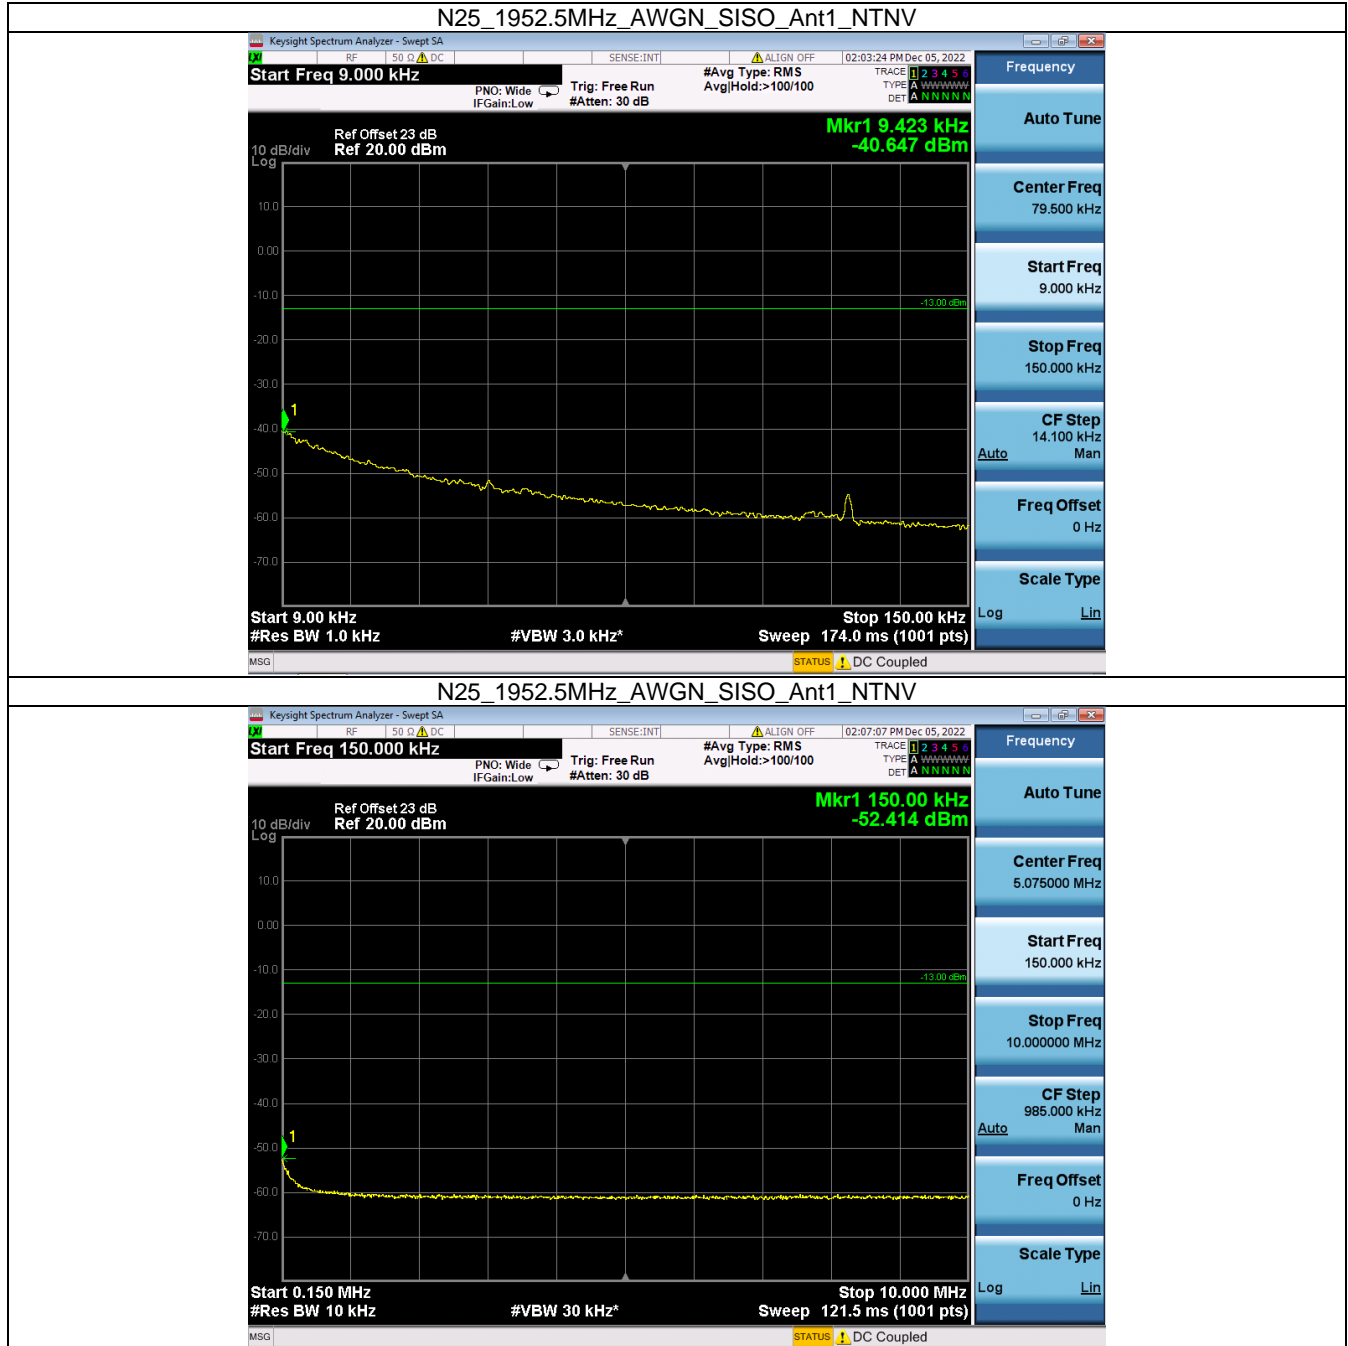 N25_1952.5MHz_AWGN_SISO_Ant1_NTNV
Keysight Spectrum Analyzer - Swept SA
LXI RF 50 Ω DC SENSE:INT ALIGN OFF 02:03:24 PM Dec 05, 2022
Start Freq 9.000 kHz
PNO: Wide
IFGain:Low
Trig: Free Run
#Atten: 30 dB
#Avg Type: RMS
Avg|Hold:>100/100
TRACE 1 2 3 4 5 6
TYPE A WWWWW
DET A N N N N N
Frequency
Mkr1 9.423 kHz
-40.647 dBm
Ref Offset 23 dB
10 dB/div Ref 20.00 dBm
Log
10.0
0.00
-10.0
-13.00 dBm
-20.0
-30.0
1
-40.0
-50.0
-60.0
-70.0
Start 9.00 kHz Stop 150.00 kHz
#Res BW 1.0 kHz #VBW 3.0 kHz* Sweep 174.0 ms (1001 pts)
MSG STATUS DC Coupled
Auto Tune
Center Freq
79.500 kHz
Start Freq
9.000 kHz
Stop Freq
150.000 kHz
CF Step
14.100 kHz
Auto Man
Freq Offset
0 Hz
Scale Type
Log Lin
N25_1952.5MHz_AWGN_SISO_Ant1_NTNV
Keysight Spectrum Analyzer - Swept SA
LXI RF 50 Ω DC SENSE:INT ALIGN OFF 02:07:07 PM Dec 05, 2022
Start Freq 150.000 kHz
PNO: Wide
IFGain:Low
Trig: Free Run
#Atten: 30 dB
#Avg Type: RMS
Avg|Hold:>100/100
TRACE 1 2 3 4 5 6
TYPE A WWWWW
DET A N N N N N
Frequency
Mkr1 150.00 kHz
-52.414 dBm
Ref Offset 23 dB
10 dB/div Ref 20.00 dBm
Log
10.0
0.00
-10.0
-13.00 dBm
-20.0
-30.0
-40.0
1
-50.0
-60.0
-70.0
Start 0.150 MHz Stop 10.000 MHz
#Res BW 10 kHz #VBW 30 kHz* Sweep 121.5 ms (1001 pts)
MSG STATUS DC Coupled
Auto Tune
Center Freq
5.075000 MHz
Start Freq
150.000 kHz
Stop Freq
10.000000 MHz
CF Step
985.000 kHz
Auto Man
Freq Offset
0 Hz
Scale Type
Log Lin